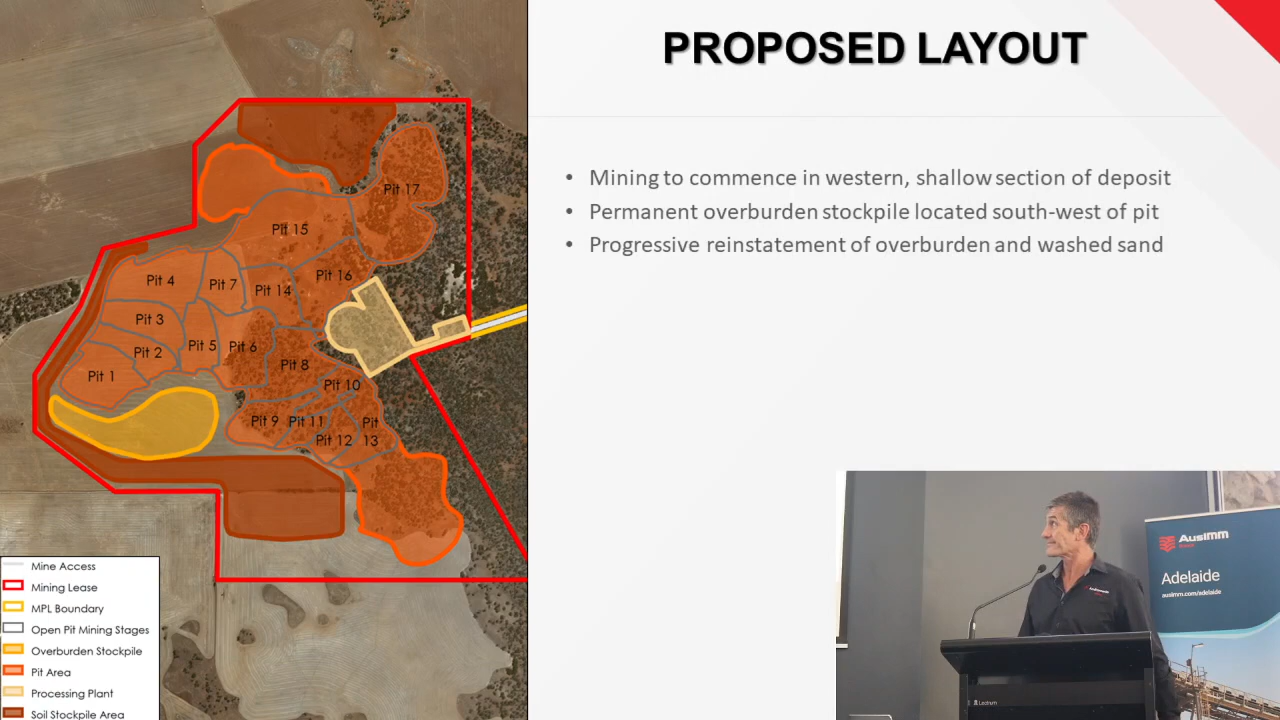 PROPOSED LAYOUT
• Mining to commence in western, shallow section of deposit
• Permanent overburden stockpile located south-west of pit
• Progressive reinstatement of overburden and washed sand
Pit 17
Pit 15
Pit 16
Pit 4
Pit 7
Pit 14
Pit 3
Pit 2
Pit 5
Pit 6
Pit 8
Pit 1
Pit 10
Pit 9
Pit 11
Pit 12
Pit
13
Mine Access
Mining Lease
MPL Boundary
Open Pit Mining Stages
Overburden Stockpile
Pit Area
Processing Plant
Soil Stockpile Area
AusIMM
Adelaide
ausimm.com/adelaide
Lectrum